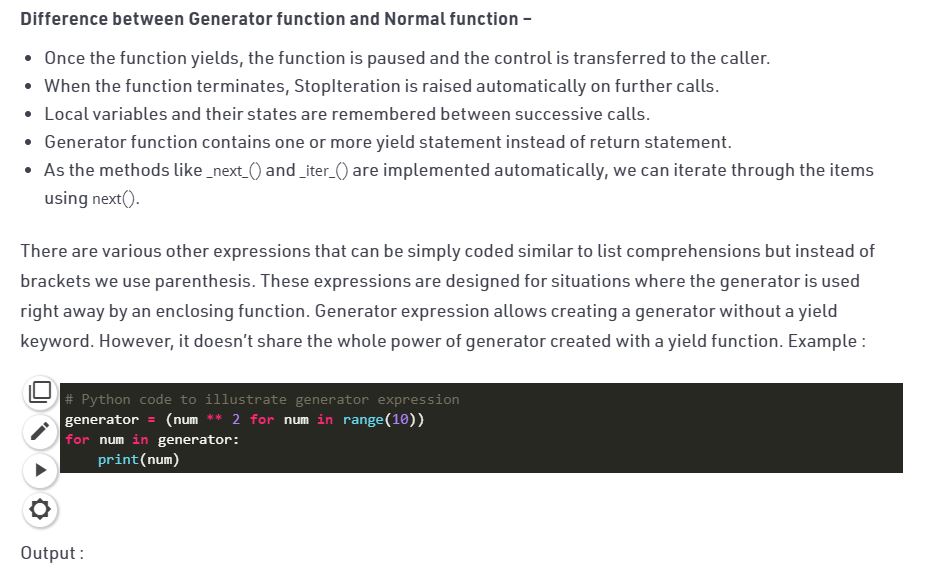 Difference between Generator function and Normal function –
• Once the function yields, the function is paused and the control is transferred to the caller.
• When the function terminates, StopIteration is raised automatically on further calls.
• Local variables and their states are remembered between successive calls.
• Generator function contains one or more yield statement instead of return statement.
• As the methods like _next_() and _iter_() are implemented automatically, we can iterate through the items
using next().
There are various other expressions that can be simply coded similar to list comprehensions but instead of
brackets we use parenthesis. These expressions are designed for situations where the generator is used
right away by an enclosing function. Generator expression allows creating a generator without a yield
keyword. However, it doesn’t share the whole power of generator created with a yield function. Example :
# Python code to illustrate generator expression
generator = (num ** 2 for num in range(10))
for num in generator:
    print(num)
Output :